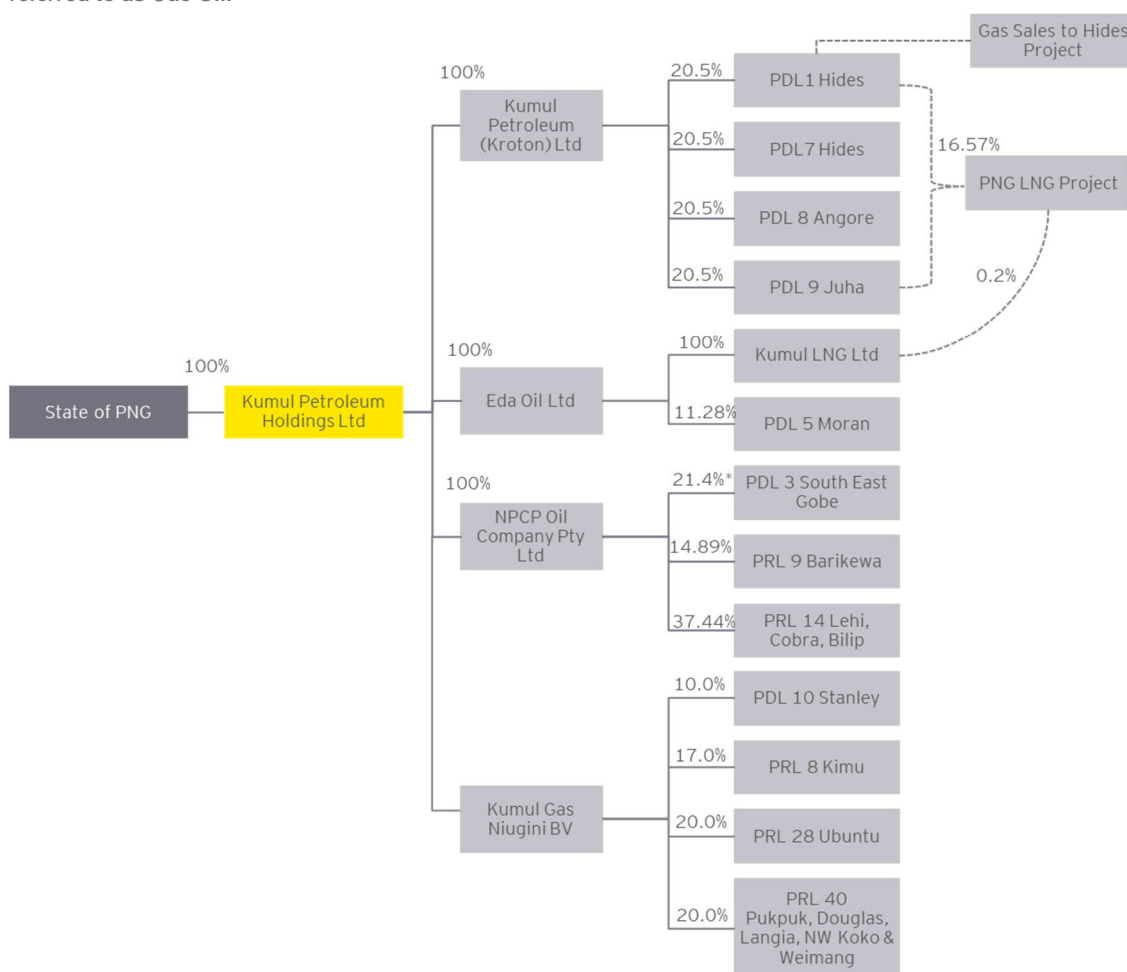 Gas Sales to Hides
Project
100%
20.5%
Kumul
Petroleum
(Kroton) Ltd
PDL1 Hides
20.5%
PDL7 Hides
16.57%
PNG LNG Project
20.5%
PDL 8 Angore
20.5%
PDL 9 Juha
0.2%
100%
100%
Kumul LNG Ltd
100%
State of PNG
Kumul Petroleum
Holdings Ltd
Eda Oil Ltd
11.28%
PDL 5 Moran
100%
21.4%*
PDL 3 South East
Gobe
NPCP Oil
Company Pty
Ltd
14.89%
PRL 9 Barikewa
37.44%
PRL 14 Lehi,
Cobra, Bilip
10.0%
PDL 10 Stanley
17.0%
PRL 8 Kimu
Kumul Gas
Niugini BV
20.0%
PRL 28 Ubuntu
20.0%
PRL 40
Pukpuk, Douglas,
Langia, NW Koko &
Weimang